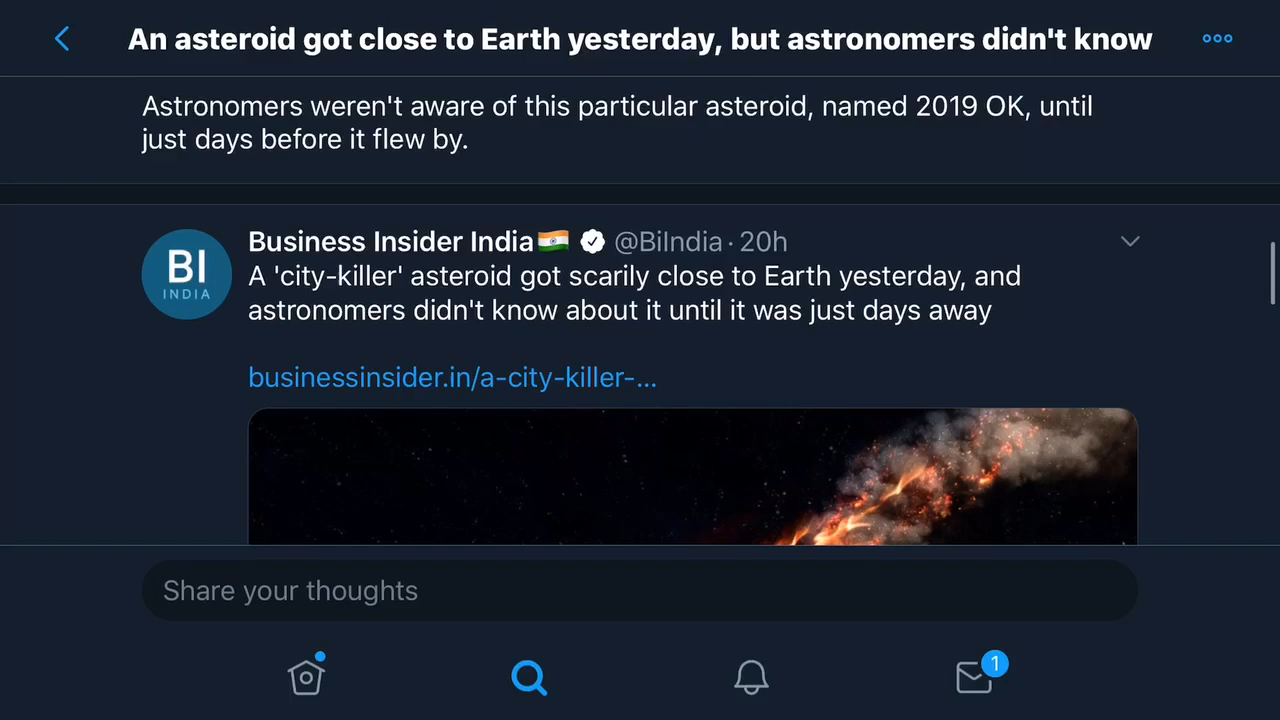 An asteroid got close to Earth yesterday, but astronomers didn't know
Astronomers weren't aware of this particular asteroid, named 2019 OK, until
just days before it flew by.
BI
INDIA
Business Insider India🇮🇳 @BiIndia · 20h
A 'city-killer' asteroid got scarily close to Earth yesterday, and
astronomers didn't know about it until it was just days away
businessinsider.in/a-city-killer-...
Share your thoughts
1